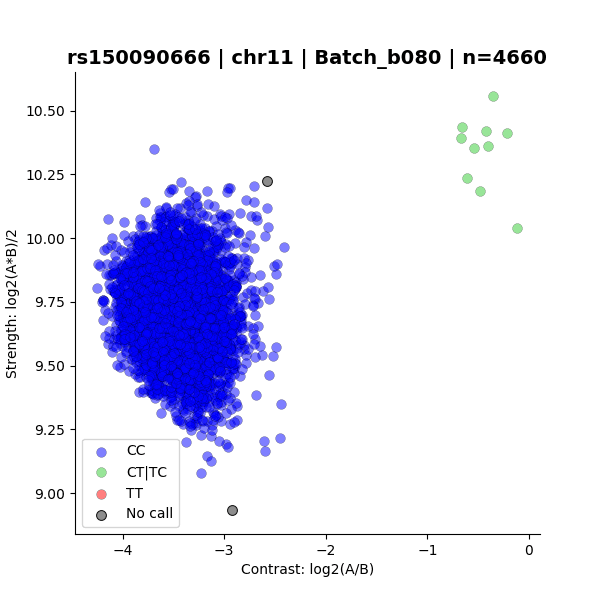 rs150090666 | chr11 | Batch_b080 | n=4660
Strength: log2(A*B)/2
10.50
10.25
10.00
9.75
9.50
9.25
9.00
CC
CT|TC
TT
No call
−4
−3
−2
−1
0
Contrast: log2(A/B)